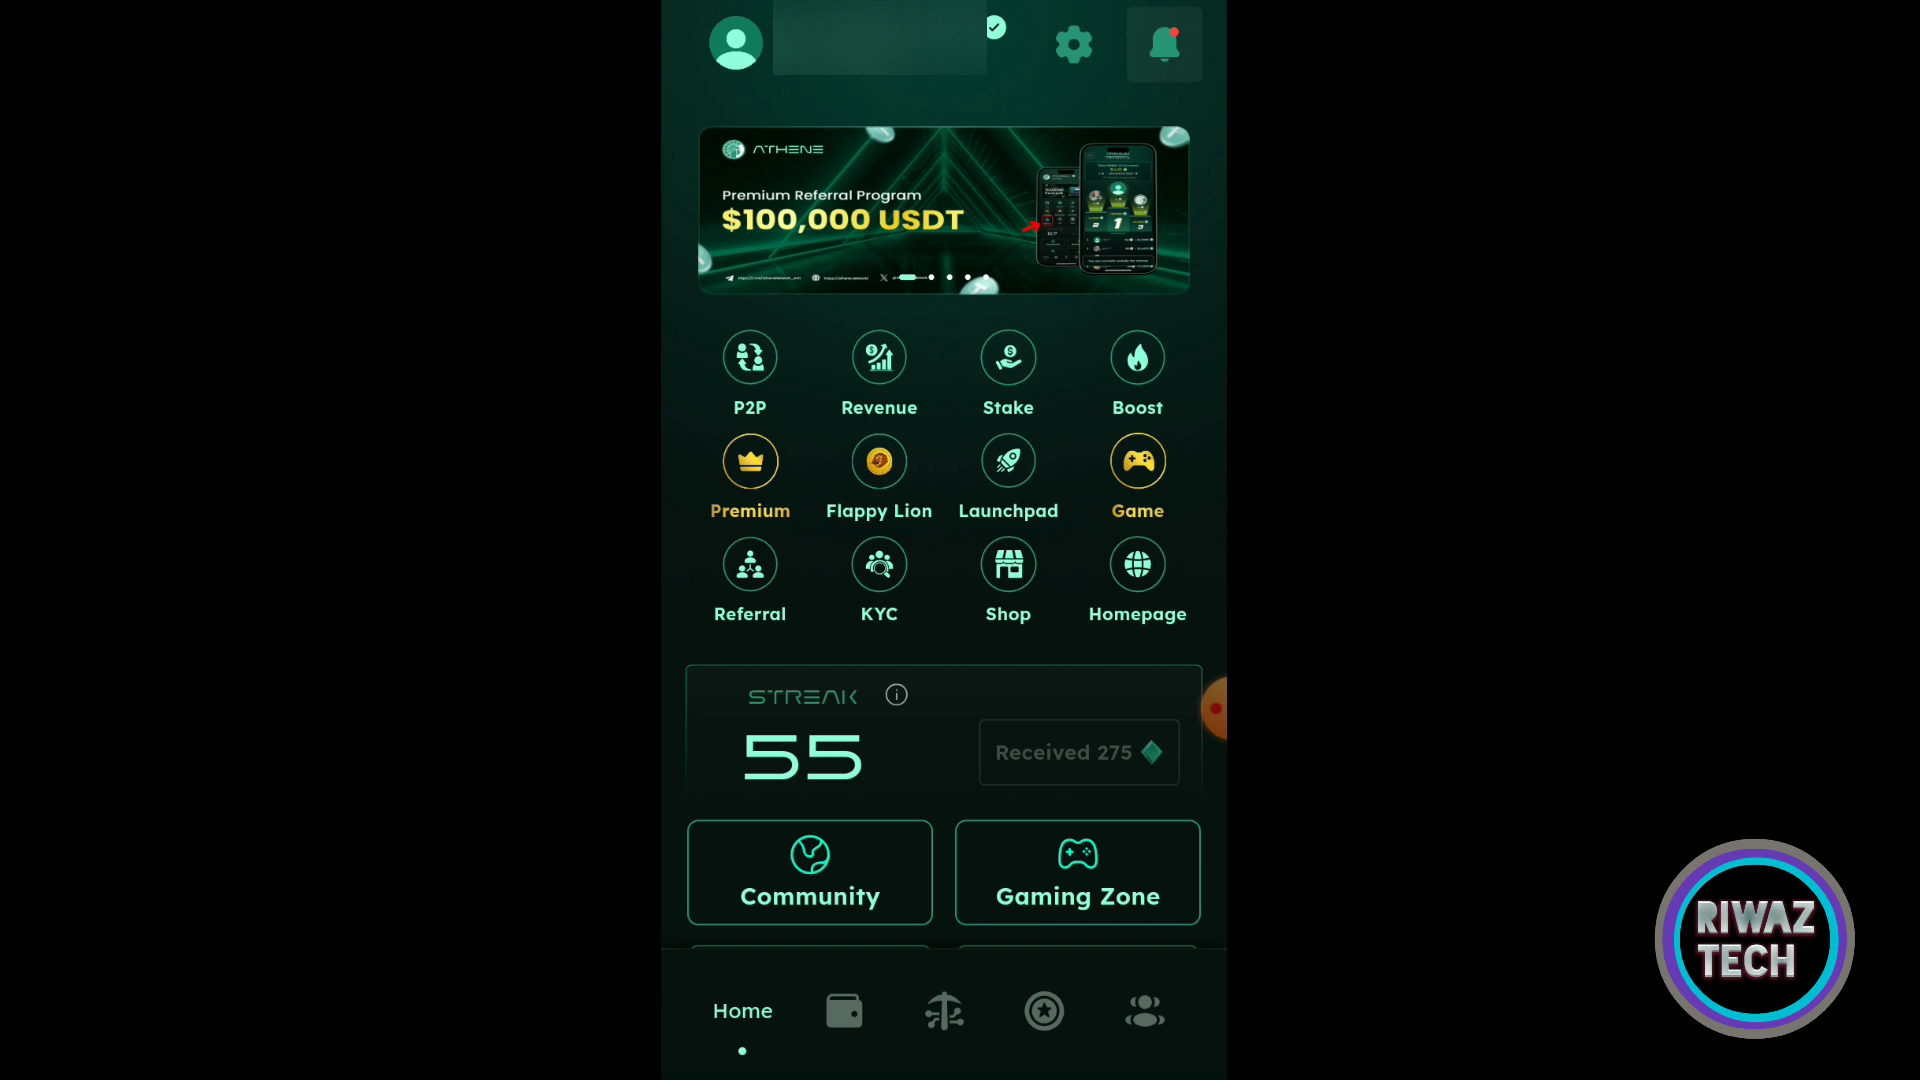 ATHENE
Premium Referral Program
$100,000 USDT
P2P
Revenue
Stake
Boost
Premium
Flappy Lion
Launchpad
Game
Referral
KYC
Shop
Homepage
STREAK
55
Received 275
Community
Gaming Zone
Home
RIWAZ
TECH